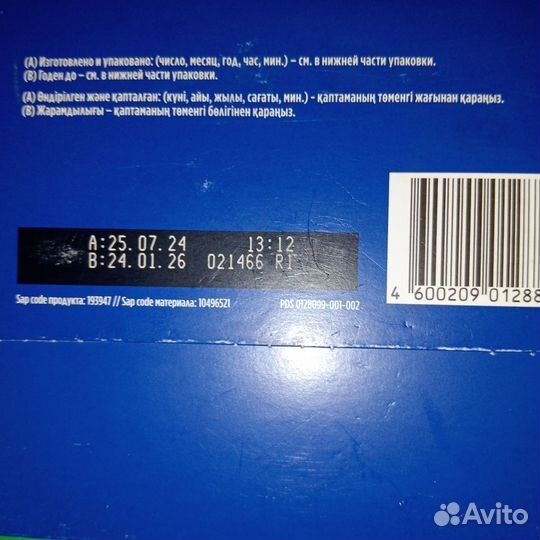 (А) Изготовлено и упаковано: (число, месяц, год, час, мин.) – см. в нижней части упаковки.
(В) Годен до – см. в нижней части упаковки.
(А) Өндірілген және қапталған: (күні, айы, жылы, сағаты, мин.) - қаптаманың төменгі жағынан қараңыз.
(В) Жарамдылығы – қаптаманың төменгі бөлігінен қараңыз.
A:25.07.24 13:12
B:24.01.26 021466 R1
Sap code продукта: 193947 // Sap code материала: 10496521
PDS 0128099-001-002
4 600209 01288
Avito